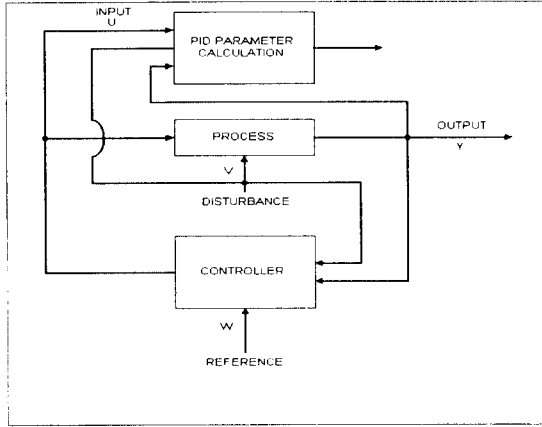 INPUT
U
PID PARAMETER
CALCULATION
PROCESS
OUTPUT
Y
V
DISTURBANCE
CONTROLLER
W
REFERENCE